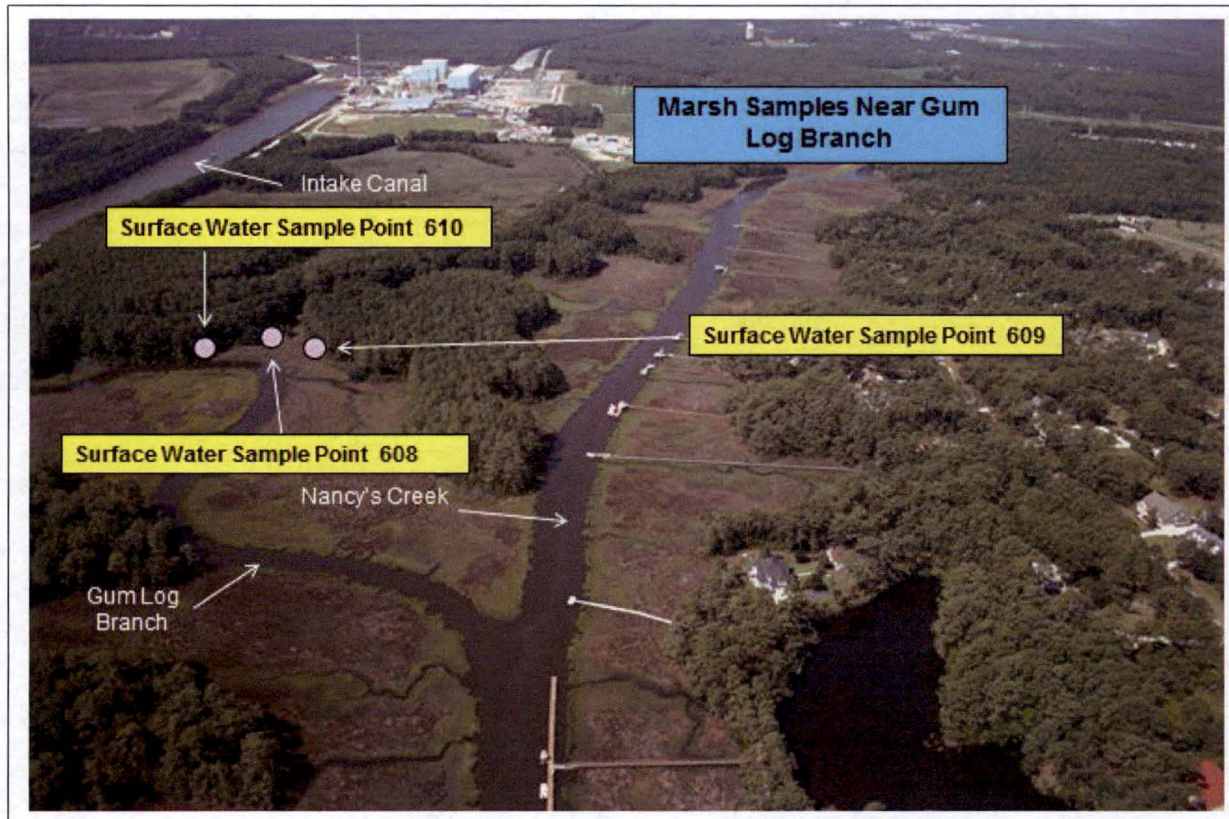 Marsh Samples Near Gum
Log Branch
Intake Canal
Surface Water Sample Point 610
Surface Water Sample Point 609
Surface Water Sample Point 608
Nancy's Creek
Gum Log
Branch